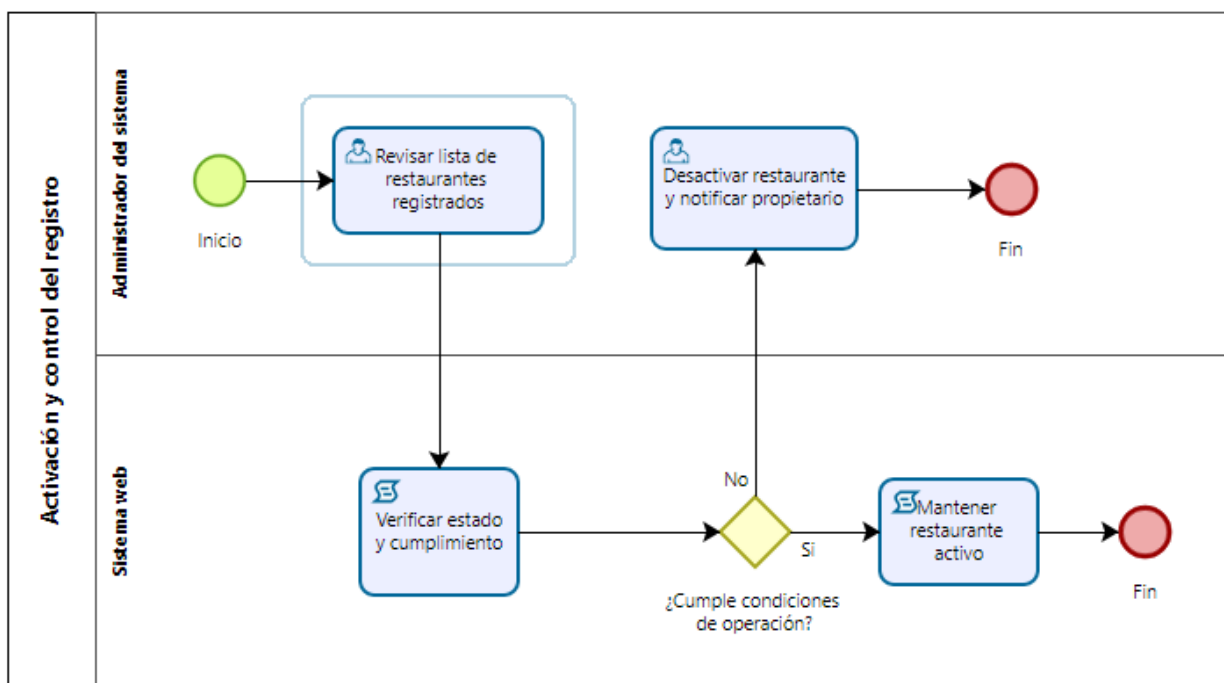 Activación y control del registro
Administrador del sistema
Inicio
Revisar lista de
restaurantes
registrados
Desactivar restaurante
y notificar propietario
Fin
Sistema web
Verificar estado
y cumplimiento
No
Si
¿Cumple condiciones
de operación?
Mantener
restaurante
activo
Fin